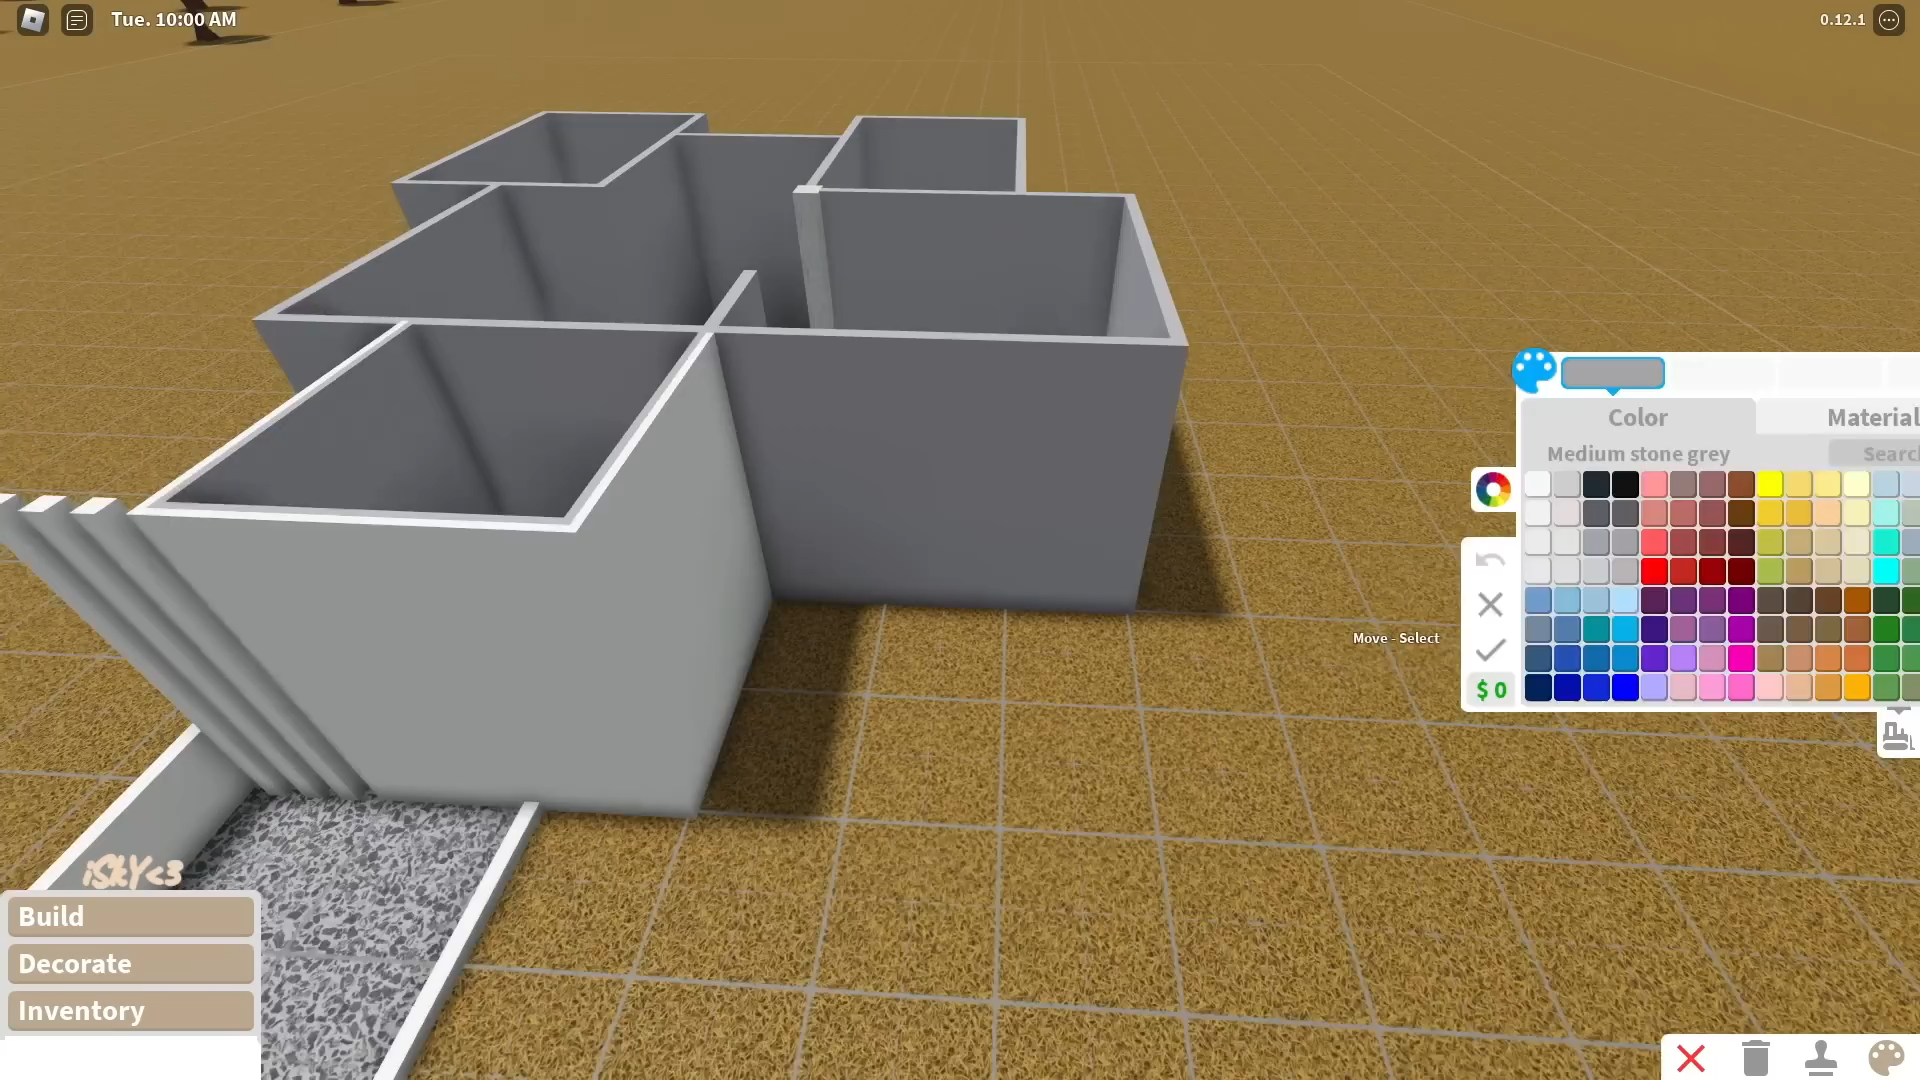 Tue. 10:00 AM
0.12.1
Color
Material
Medium stone grey
Search
Move - Select
$ 0
iSkY<3
Build
Decorate
Inventory